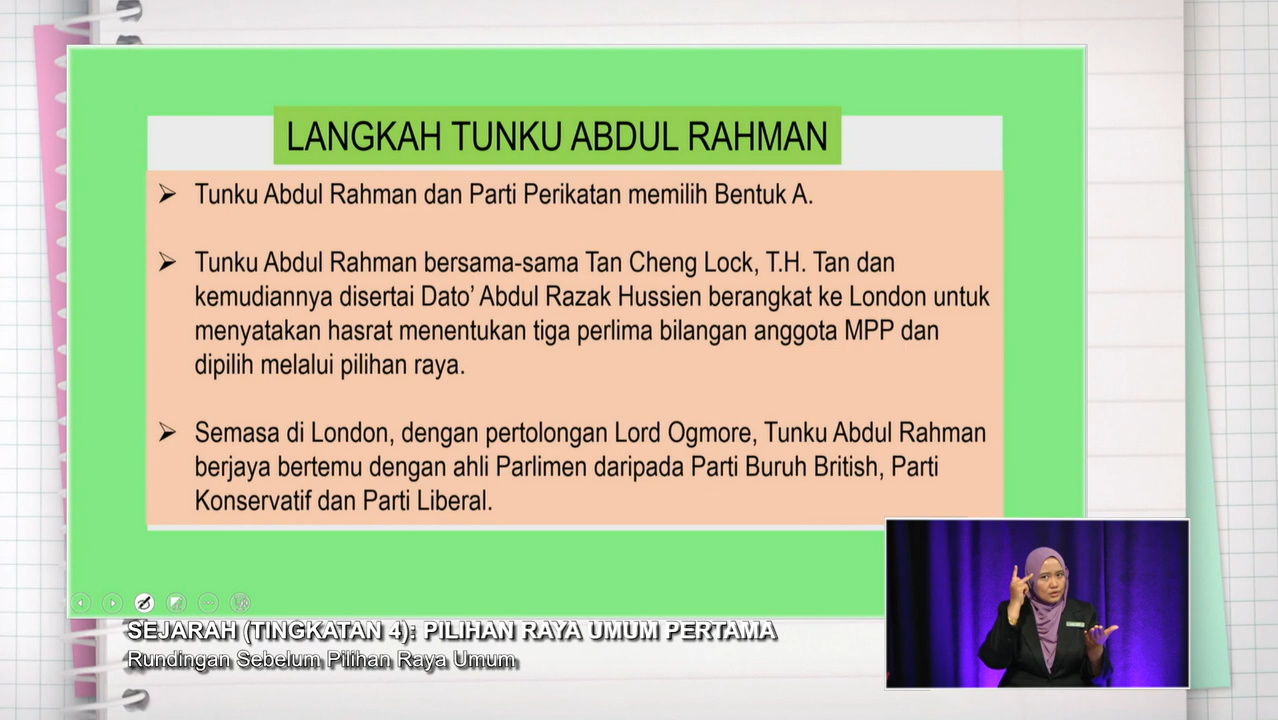 LANGKAH TUNKU ABDUL RAHMAN
➢ Tunku Abdul Rahman dan Parti Perikatan memilih Bentuk A.
➢ Tunku Abdul Rahman bersama-sama Tan Cheng Lock, T.H. Tan dan
kemudiannya disertai Dato’ Abdul Razak Hussien berangkat ke London untuk
menyatakan hasrat menentukan tiga perlima bilangan anggota MPP dan
dipilih melalui pilihan raya.
➢ Semasa di London, dengan pertolongan Lord Ogmore, Tunku Abdul Rahman
berjaya bertemu dengan ahli Parlimen daripada Parti Buruh British, Parti
Konservatif dan Parti Liberal.
SEJARAH (TINGKATAN 4): PILIHAN RAYA UMUM PERTAMA
Rundingan Sebelum Pilihan Raya Umum